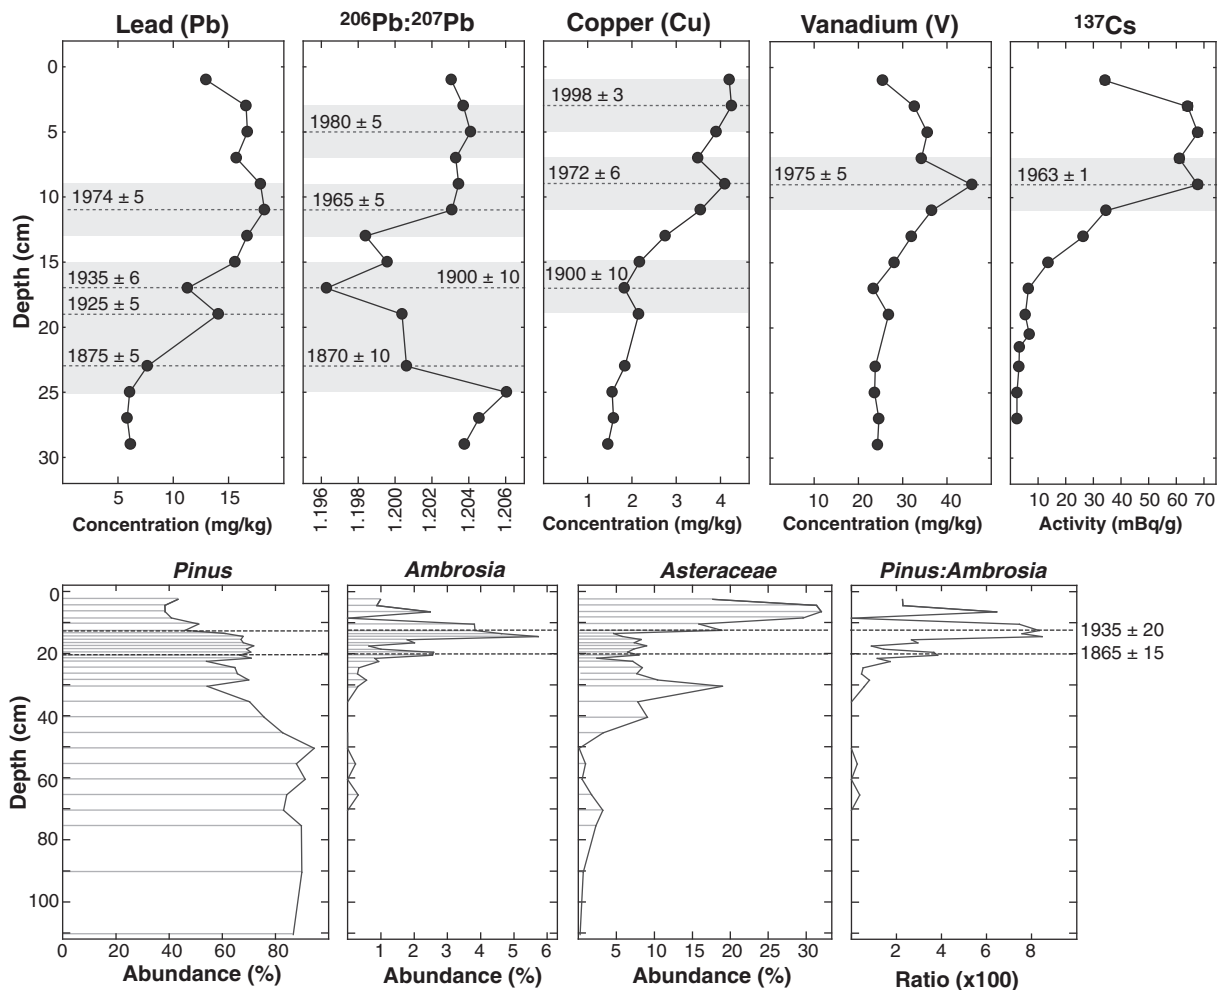 Lead (Pb)
206Pb:207Pb
Copper (Cu)
Vanadium (V)
137Cs
0
5
10
15
20
25
30
Depth (cm)
1974 ± 5
1935 ± 6
1925 ± 5
1875 ± 5
1980 ± 5
1965 ± 5
1900 ± 10
1870 ± 10
1998 ± 3
1972 ± 6
1900 ± 10
1975 ± 5
1963 ± 1
5 10 15
Concentration (mg/kg)
1.196 1.198 1.200 1.202 1.204 1.206
1 2 3 4
Concentration (mg/kg)
10 20 30 40
Concentration (mg/kg)
10 20 30 40 50 60 70
Activity (mBq/g)
Pinus
Ambrosia
Asteraceae
Pinus:Ambrosia
0
20
40
60
80
100
Depth (cm)
1935 ± 20
1865 ± 15
0 20 40 60 80
Abundance (%)
1 2 3 4 5 6
Abundance (%)
5 10 15 20 25 30
Abundance (%)
2 4 6 8
Ratio (x100)